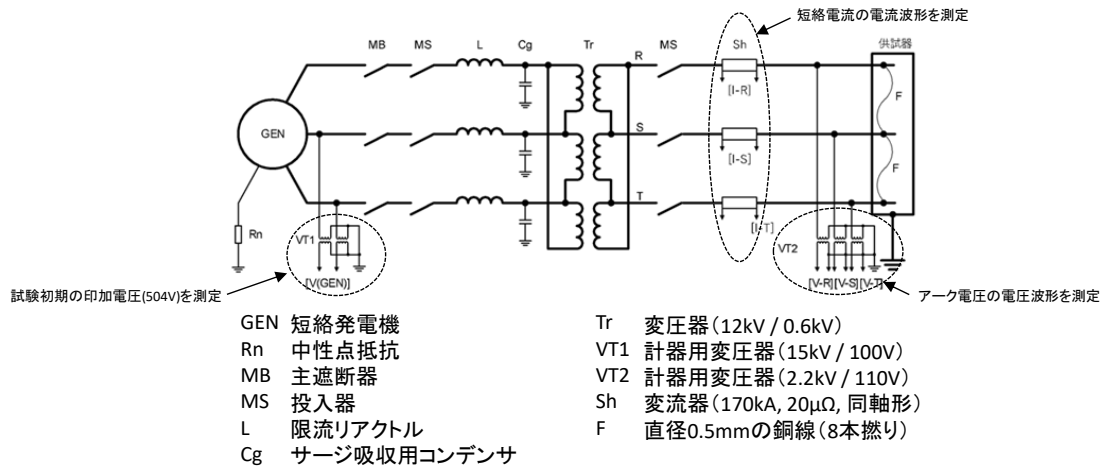 短絡電流の電流波形を測定
MB MS L Cg Tr MS Sh 供試器
R
[I-R]
F
GEN
S
[I-S]
F
T
[I-T]
Rn
VT1
VT2
[V(GEN)]
[V-R][V-S][V-T]
試験初期の印加電圧(504V)を測定
アーク電圧の電圧波形を測定
GEN 短絡発電機
Rn 中性点抵抗
MB 主遮断器
MS 投入器
L 限流リアクトル
Cg サージ吸収用コンデンサ
Tr 変圧器(12kV / 0.6kV)
VT1 計器用変圧器(15kV / 100V)
VT2 計器用変圧器(2.2kV / 110V)
Sh 変流器(170kA, 20μΩ, 同軸形)
F 直径0.5mmの銅線(8本撚り)